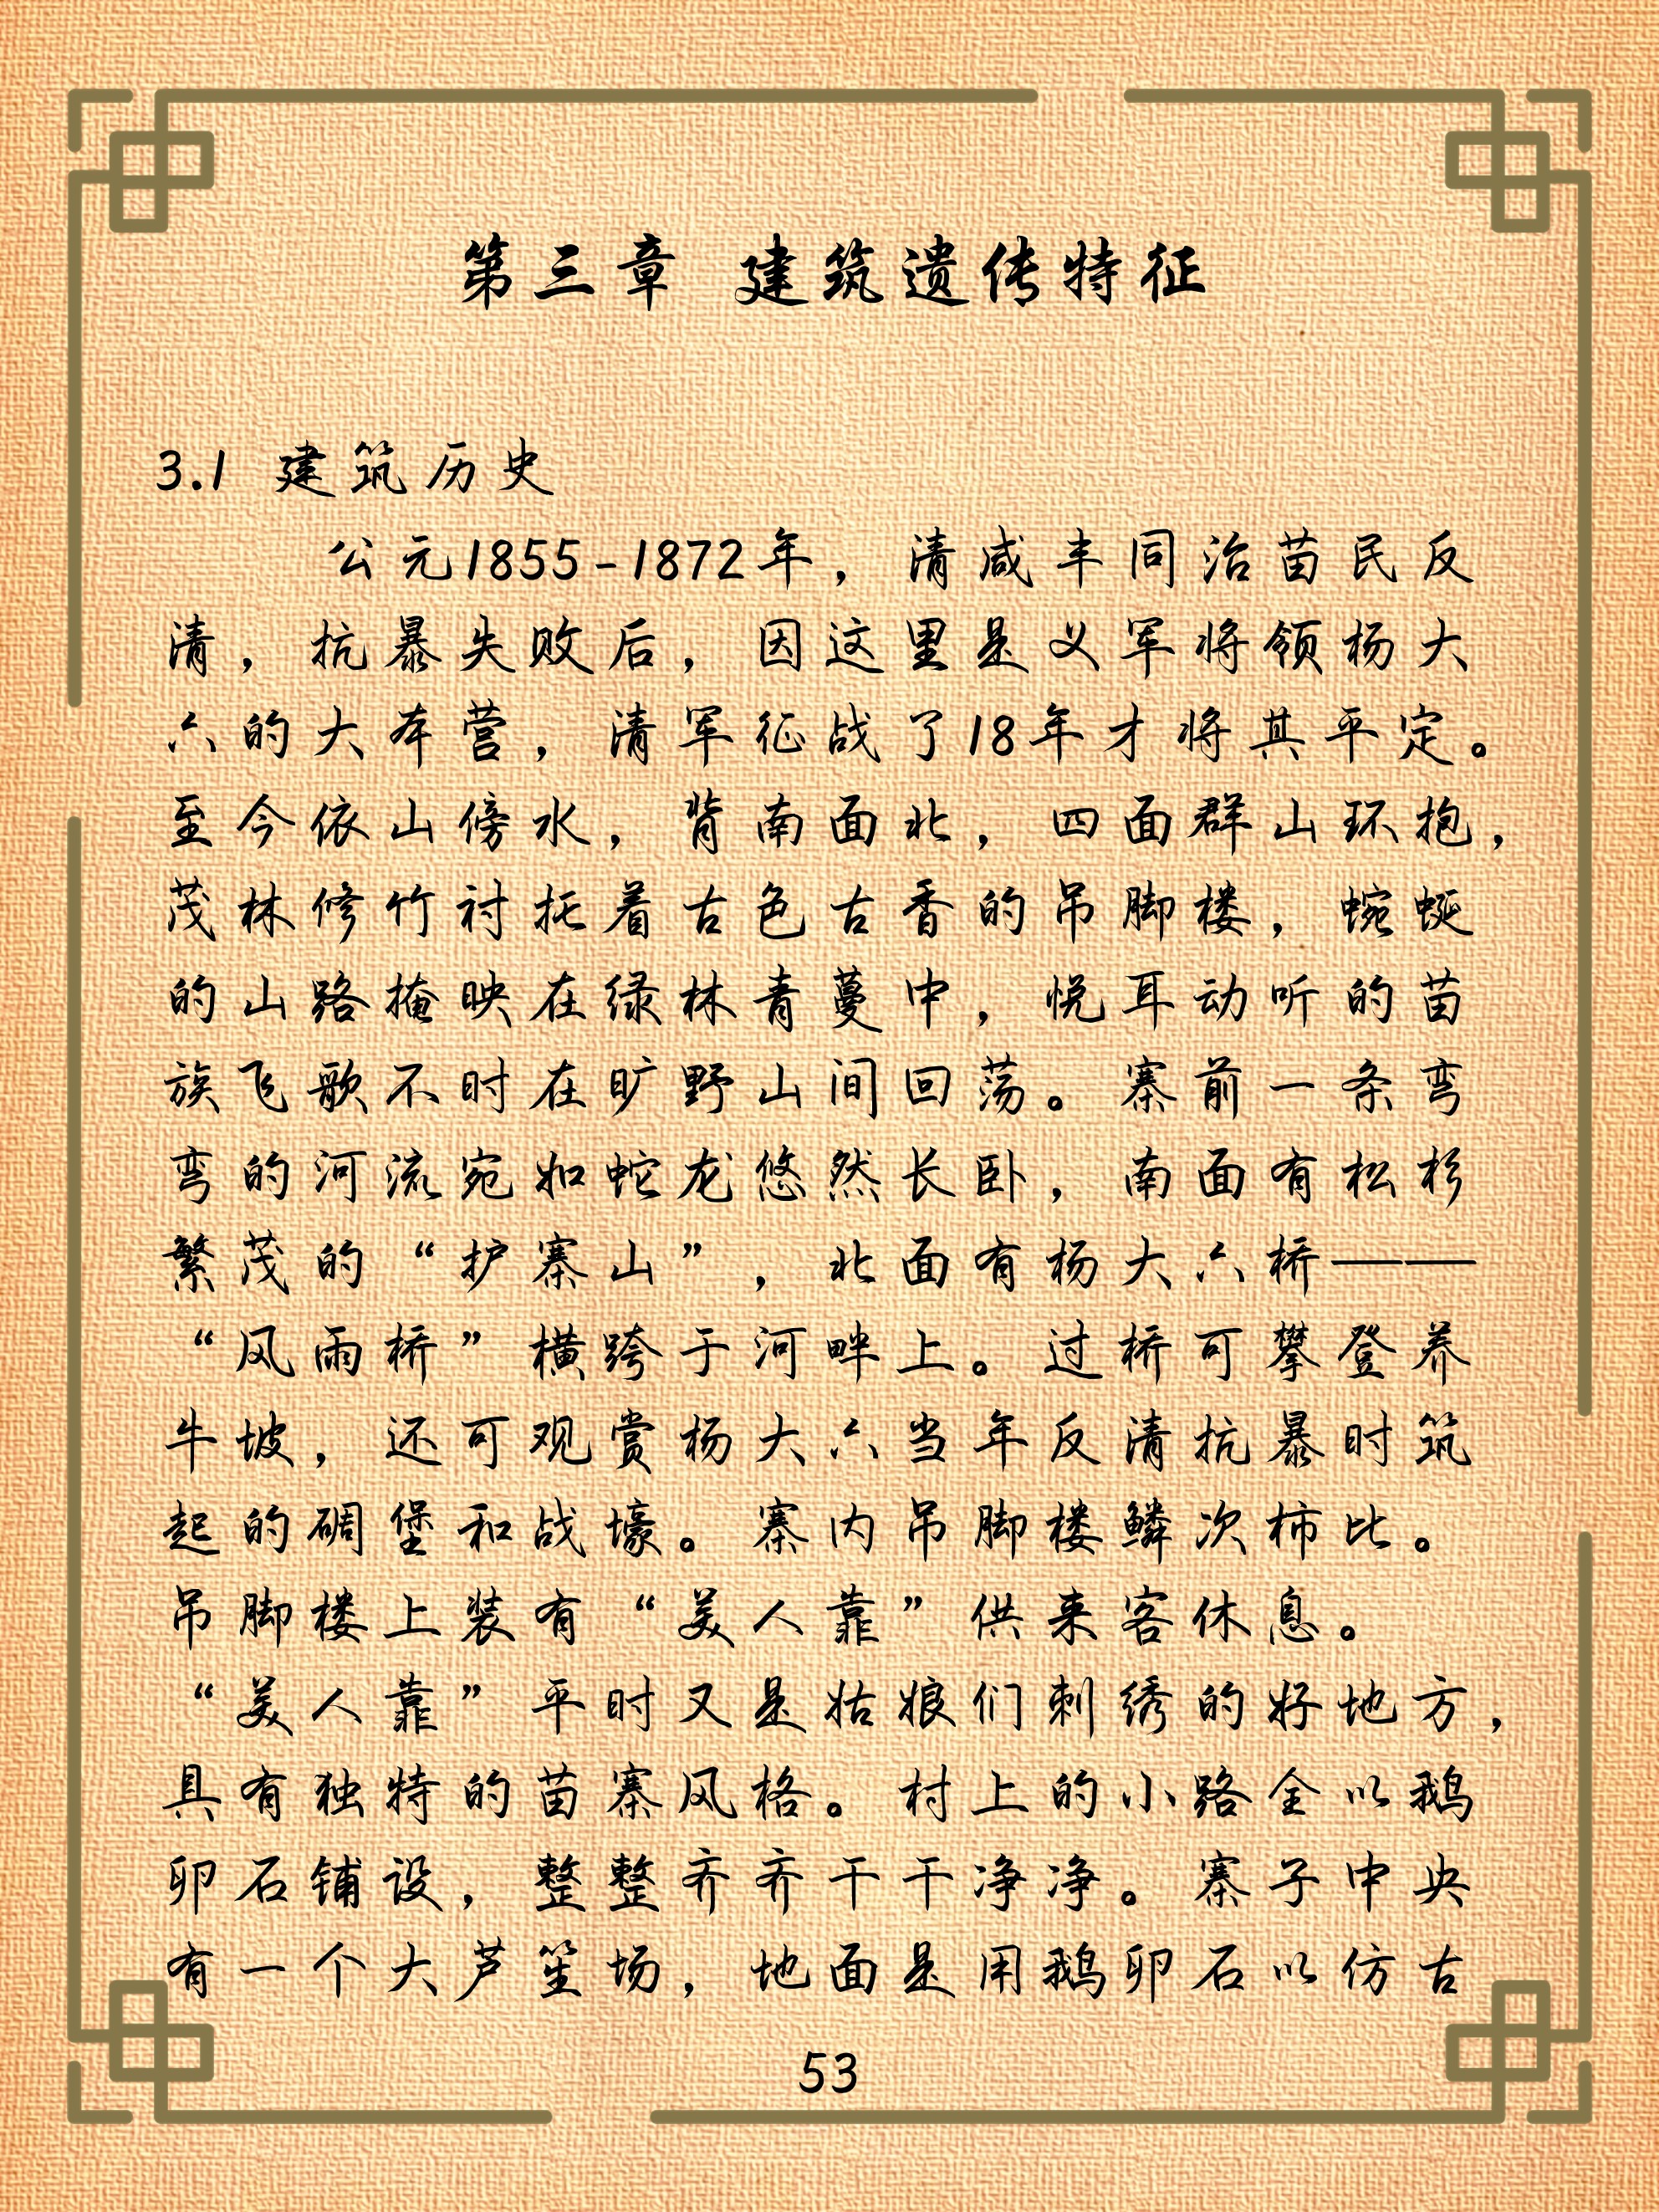 第三章 建筑遗传特征
3.1 建筑历史
公元1855-1872年，清咸丰同治苗民反
清，抗暴失败后，因这里是义军将领杨大
六的大本营，清军征战了18年才将其平定。
至今依山傍水，背南面北，四面群山环抱，
茂林修竹衬托着古色古香的吊脚楼，蜿蜒
的山路掩映在绿林青蔓中，悦耳动听的苗
族飞歌不时在旷野山间回荡。寨前一条弯
弯的河流宛如蛇龙悠然长卧，南面有松杉
繁茂的“护寨山”，北面有杨大六桥——
“风雨桥”横跨于河畔上。过桥可攀登养
牛坡，还可观赏杨大六当年反清抗暴时筑
起的碉堡和战壕。寨内吊脚楼鳞次柿比。
吊脚楼上装有“美人靠”供来客休息。
“美人靠”平时又是姑娘们刺绣的好地方，
具有独特的苗寨风格。村上的小路全以鹅
卵石铺设，整整齐齐干干净净。寨子中央
有一个大芦笙场，地面是用鹅卵石以仿古
53